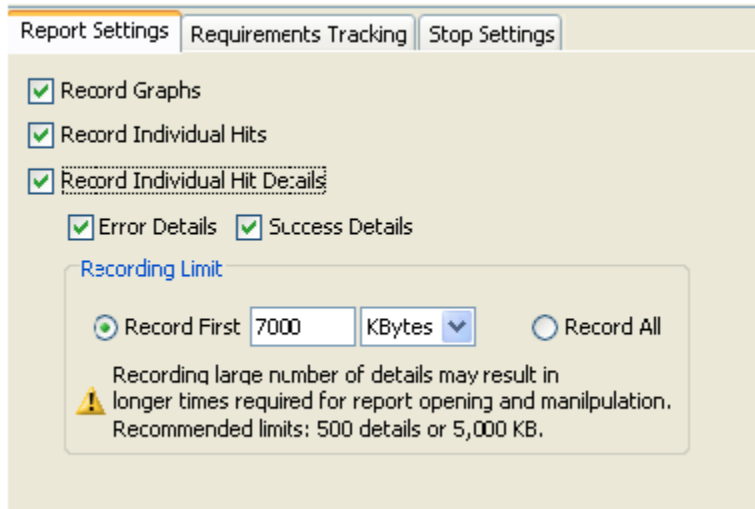 Report Settings Requirements Tracking Stop Settings
Record Graphs
Record Individual Hits
Record Individual Hit Details
Error Details Success Details
Recording Limit
Record First 7000 KBytes Record All
Recording large number of details may result in
longer times required for report opening and manilpulation.
Recommended limits: 500 details or 5,000 KB.